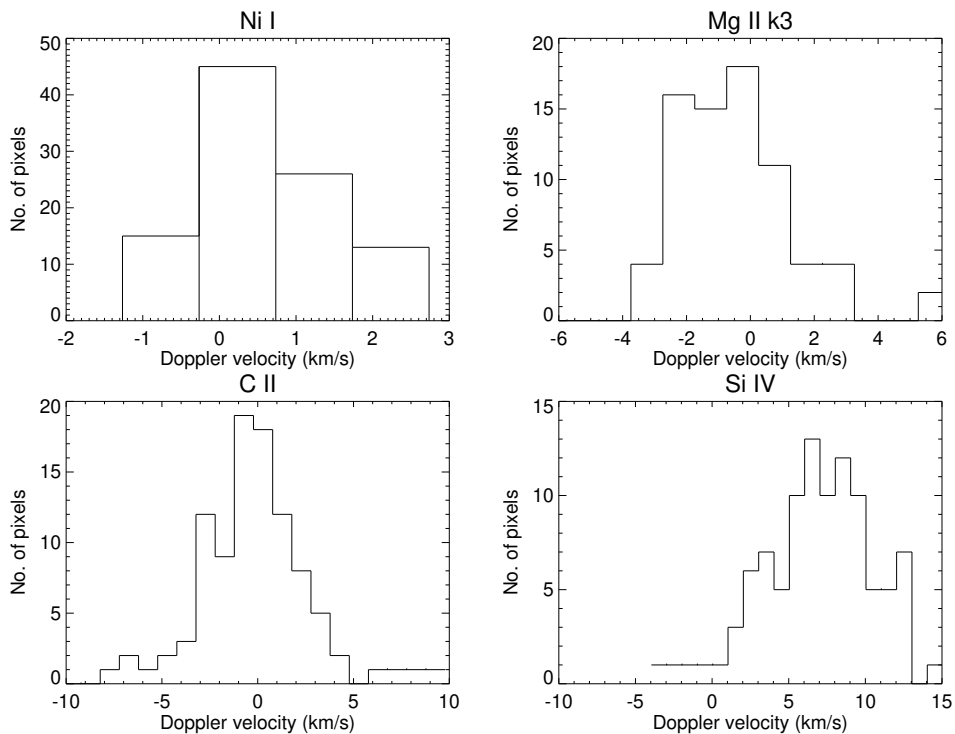 Ni I
No. of pixels
50
40
30
20
10
0
-2 -1 0 1 2 3
Doppler velocity (km/s)
Mg II k3
No. of pixels
20
15
10
5
0
-6 -4 -2 0 2 4 6
Doppler velocity (km/s)
C II
No. of pixels
20
15
10
5
0
-10 -5 0 5 10
Doppler velocity (km/s)
Si IV
No. of pixels
15
10
5
0
-10 -5 0 5 10 15
Doppler velocity (km/s)